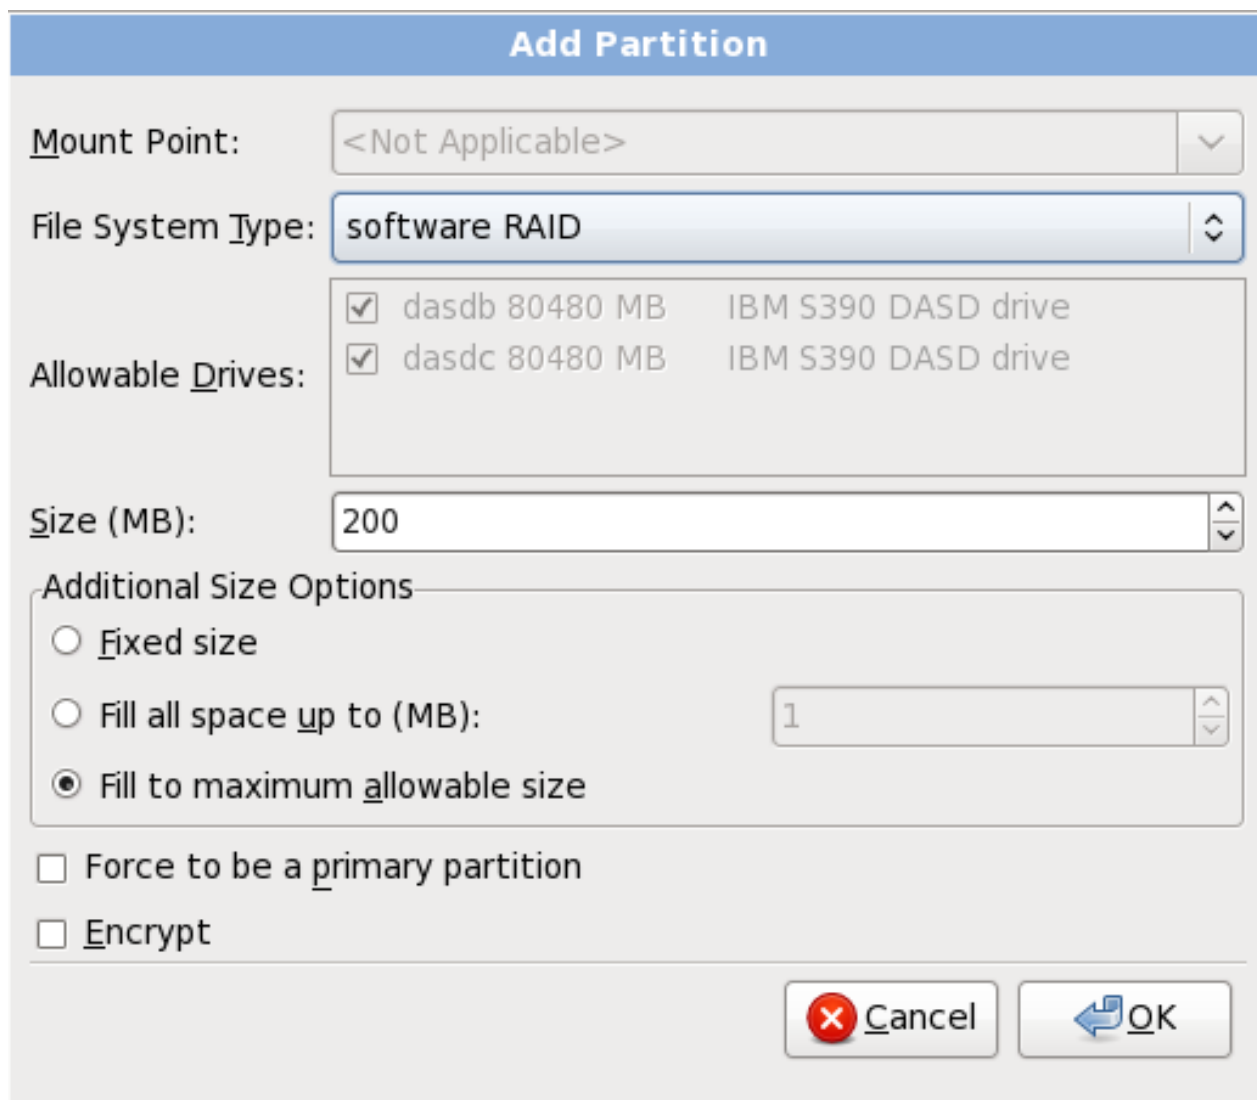 Add Partition
Mount Point: <Not Applicable>
File System Type: software RAID
Allowable Drives:
dasdb 80480 MB IBM S390 DASD drive
dasdc 80480 MB IBM S390 DASD drive
Size (MB): 200
Additional Size Options
Fixed size
Fill all space up to (MB): 1
Fill to maximum allowable size
Force to be a primary partition
Encrypt
Cancel OK